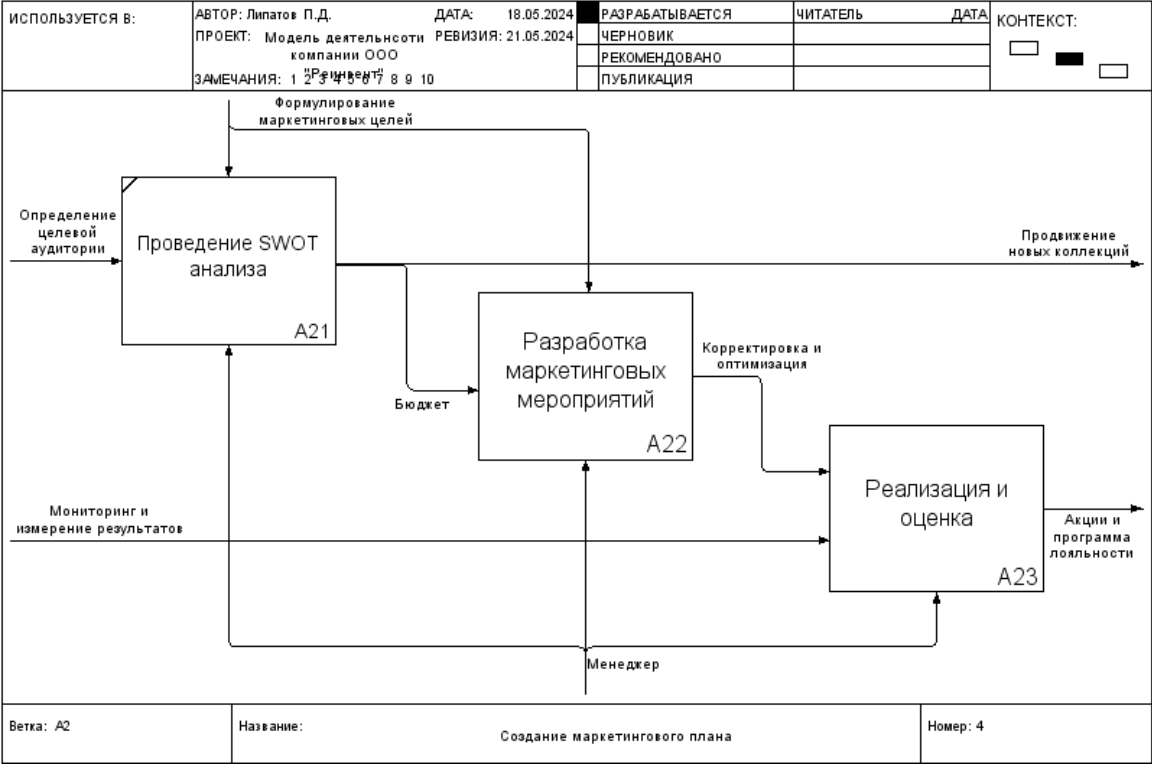 ИСПОЛЬЗУЕТСЯ В:
АВТОР: Липатов П.Д.
ДАТА: 18.05.2024
ПРОЕКТ: Модель деятельнсоти
компании ООО
"Реинвент"
РЕВИЗИЯ: 21.05.2024
ЗАМЕЧАНИЯ: 1 2 3 4 5 6 7 8 9 10
РАЗРАБАТЫВАЕТСЯ
ЧЕРНОВИК
РЕКОМЕНДОВАНО
ПУБЛИКАЦИЯ
ЧИТАТЕЛЬ ДАТА
КОНТЕКСТ:
Формулирование
маркетинговых целей
Определение
целевой
аудитории
Проведение SWOT
анализа
A21
Продвижение
новых коллекций
Бюджет
Разработка
маркетинговых
мероприятий
A22
Корректировка и
оптимизация
Мониторинг и
измерение результатов
Реализация и
оценка
A23
Акции и
программа
лояльности
Менеджер
Ветка: A2
Название:
Создание маркетингового плана
Номер: 4